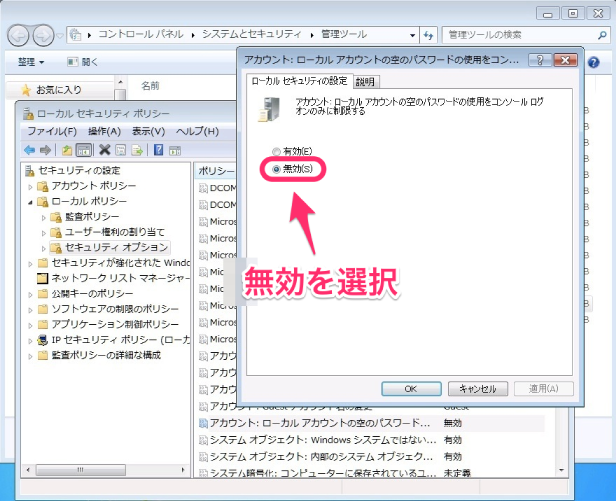 コントロール パネル ▸ システムとセキュリティ ▸ 管理ツール
管理ツールの検索
整理 ▼ 開く
お気に入り
名前
ローカル セキュリティ ポリシー
ファイル(F) 操作(A) 表示(V) ヘルプ(H)
セキュリティの設定
アカウント ポリシー
ローカル ポリシー
監査ポリシー
ユーザー権利の割り当て
セキュリティ オプション
セキュリティが強化された Windo
ネットワーク リスト マネージャー
公開キーのポリシー
ソフトウェアの制限のポリシー
アプリケーション制御ポリシー
IP セキュリティ ポリシー (ローカ
監査ポリシーの詳細な構成
ポリシー
DCOM
DCOM
Micros
Micros
Micros
Micros
Micros
Micros
Micros
アカウ
アカウ
アカウ
アカウント: Guest アカウント名の変更 Guest
アカウント: ローカル アカウントの空のパスワード... 無効
システム オブジェクト: Windows システムではない... 有効
システム オブジェクト: 内部のシステム オブジェク... 有効
システム暗号化: コンピューターに保存されているユ... 未定義
アカウント: ローカル アカウントの空のパスワードの使用をコン...
ローカル セキュリティの設定 説明
アカウント: ローカル アカウントの空のパスワードの使用をコンソール ログ
オンのみに制限する
有効(E)
無効(S)
無効を選択
OK キャンセル 適用(A)